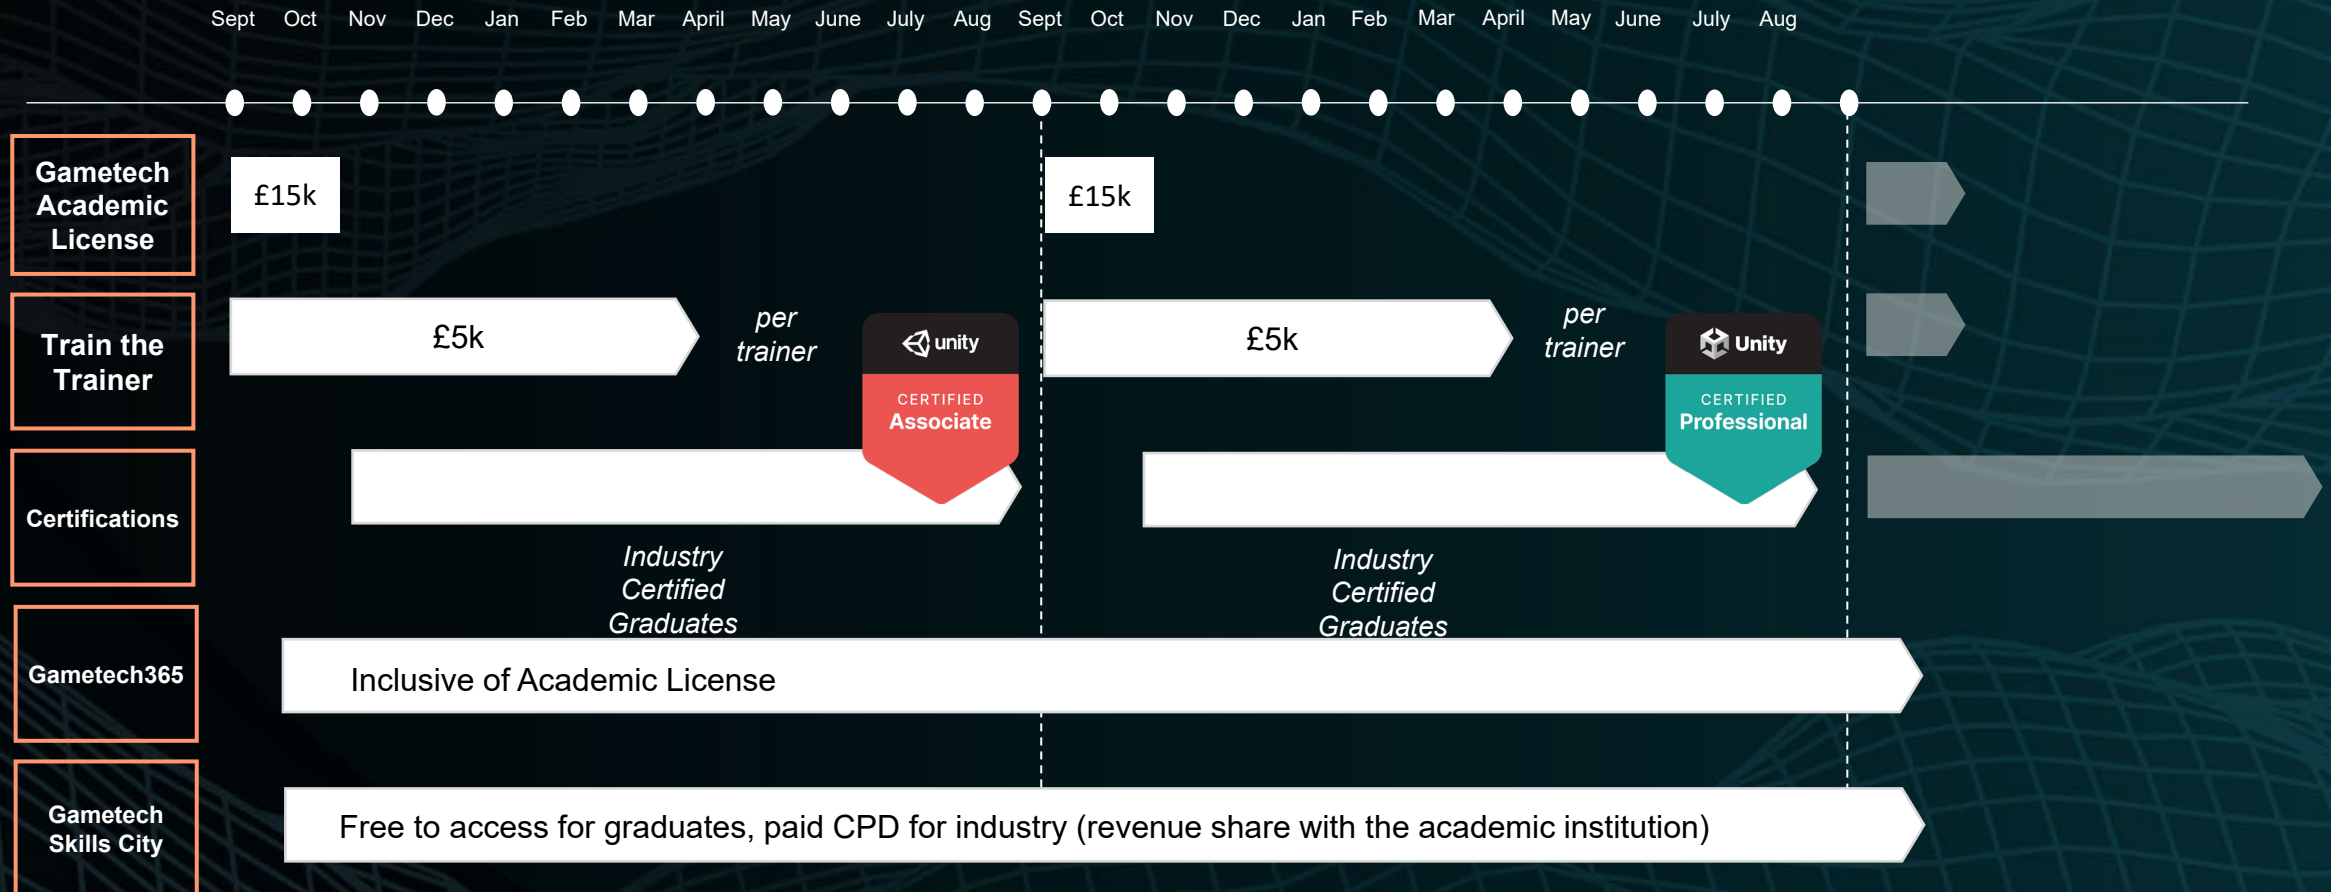 Sept Oct Nov Dec Jan Feb Mar April May June July Aug Sept Oct Nov Dec Jan Feb Mar April May June July Aug
Gametech
Academic
License
£15k
£15k
Train the
Trainer
£5k
per
trainer
unity
CERTIFIED
Associate
£5k
per
trainer
Unity
CERTIFIED
Professional
Certifications
Industry
Certified
Graduates
Industry
Certified
Graduates
Gametech365
Inclusive of Academic License
Gametech
Skills City
Free to access for graduates, paid CPD for industry (revenue share with the academic institution)